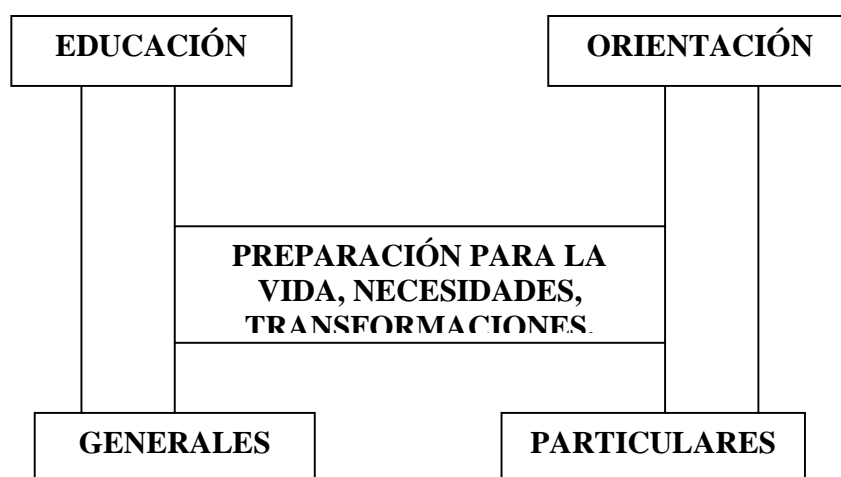 EDUCACIÓN
ORIENTACIÓN
PREPARACIÓN PARA LA
VIDA, NECESIDADES,
TRANSFORMACIONES.
GENERALES
PARTICULARES